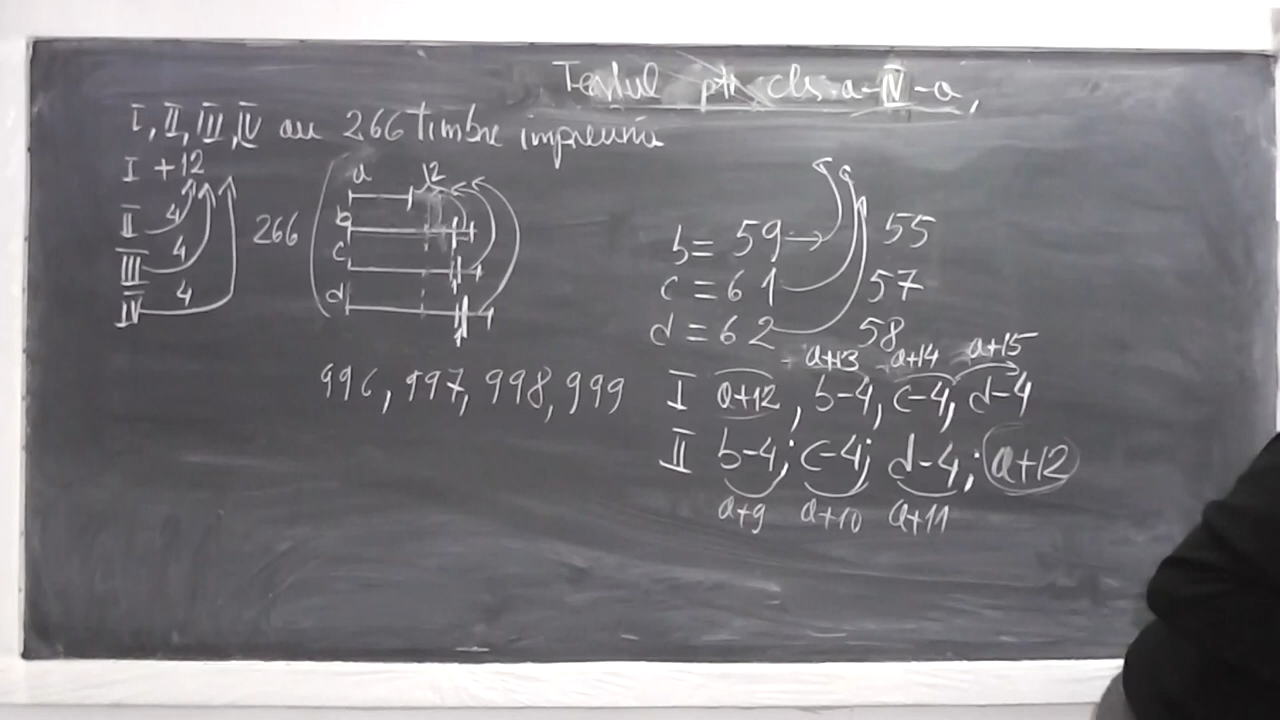 Testul ptr cls. a-IV-a,
I, II, III, IV au 266 timbre împreună
I +12
II 4
III 4
IV 4
266
a 12
b
c
d
996, 997, 998, 999
b = 59 → 55
c = 61 57
d = 62 58
a+13 a+14 a+15
I a+12, b-4, c-4, d-4
II b-4; c-4; d-4; a+12
a+9 a+10 a+11